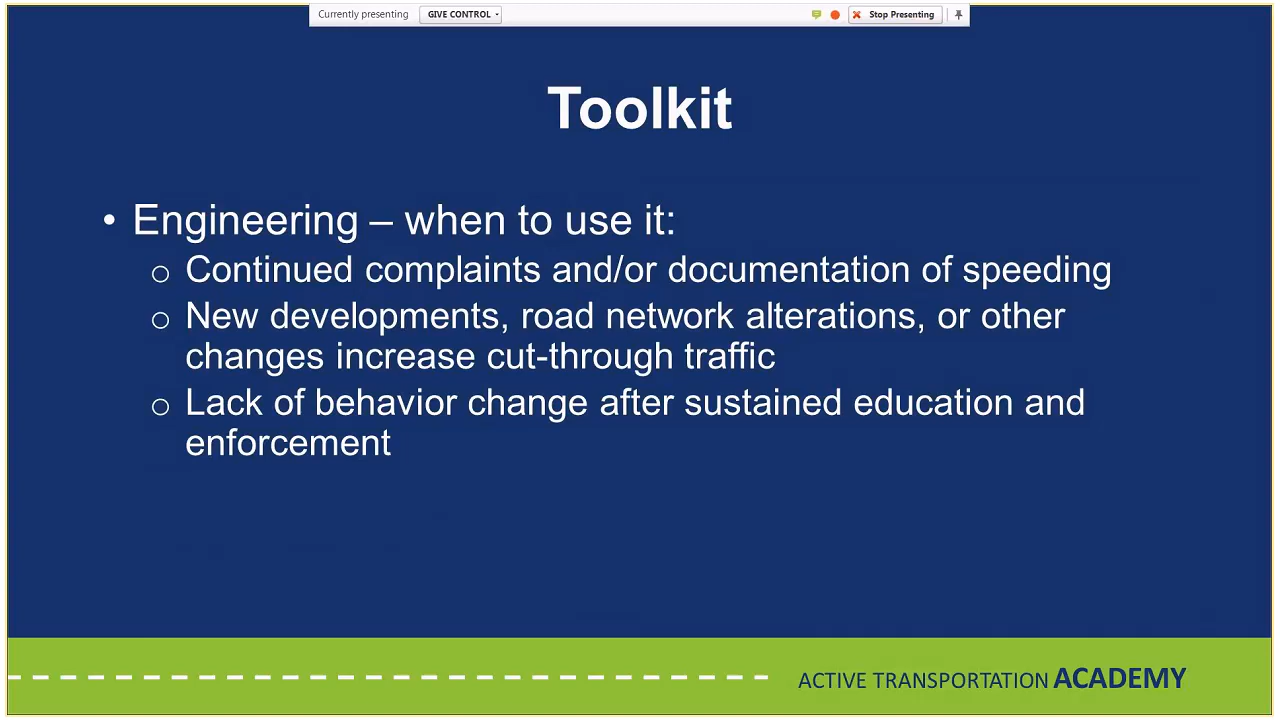 Currently presenting GIVE CONTROL Stop Presenting
Toolkit
• Engineering – when to use it:
o Continued complaints and/or documentation of speeding
o New developments, road network alterations, or other
changes increase cut-through traffic
o Lack of behavior change after sustained education and
enforcement
ACTIVE TRANSPORTATION ACADEMY